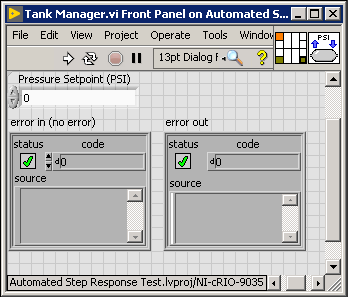 Tank Manager.vi Front Panel on Automated S...
File Edit View Project Operate Tools Window
PSI
13pt Dialog F
?
Pressure Setpoint (PSI)
0
error in (no error)
error out
status code
status code
d0
d0
source
source
Automated Step Response Test.lvproj/NI-cRIO-9035